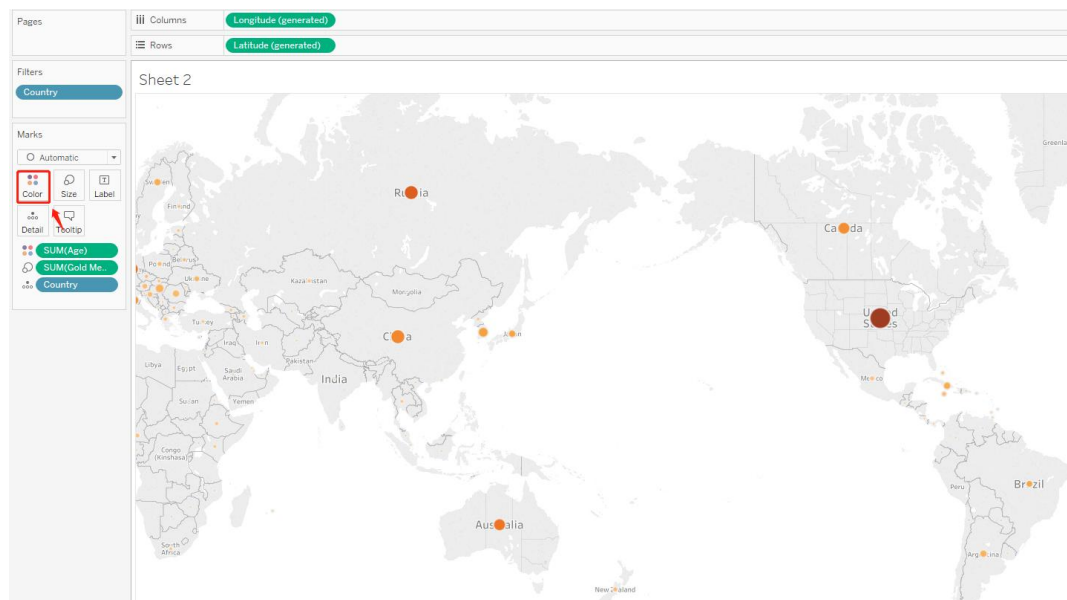 Pages
iii Columns
Longitude (generated)
Rows
Latitude (generated)
Filters
Country
Sheet 2
Marks
Automatic
Color
Size
Label
Detail
Tooltip
SUM(Age)
SUM(Gold Me..
Country
Greenla
Russia
Canada
Finland
Belarus
Kazakhstan
Mongolia
United
States
China
Japan
Turkey
Iraq
Iran
Pakistan
Libya
Egypt
Saudi
Arabia
India
Mexico
Sudan
Yemen
Congo
(Kinshasa)
Peru
Brazil
Australia
South
Africa
Argentina
New Zealand